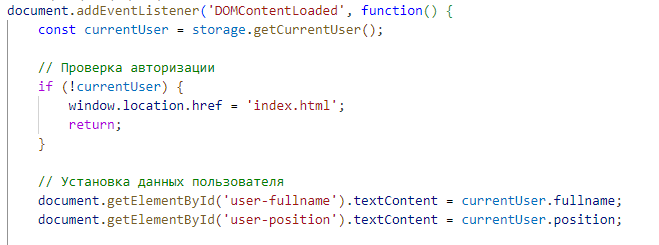 document.addEventListener('DOMContentLoaded', function() {
const currentUser = storage.getCurrentUser();
// Проверка авторизации
if (!currentUser) {
window.location.href = 'index.html';
return;
}
// Установка данных пользователя
document.getElementById('user-fullname').textContent = currentUser.fullname;
document.getElementById('user-position').textContent = currentUser.position;